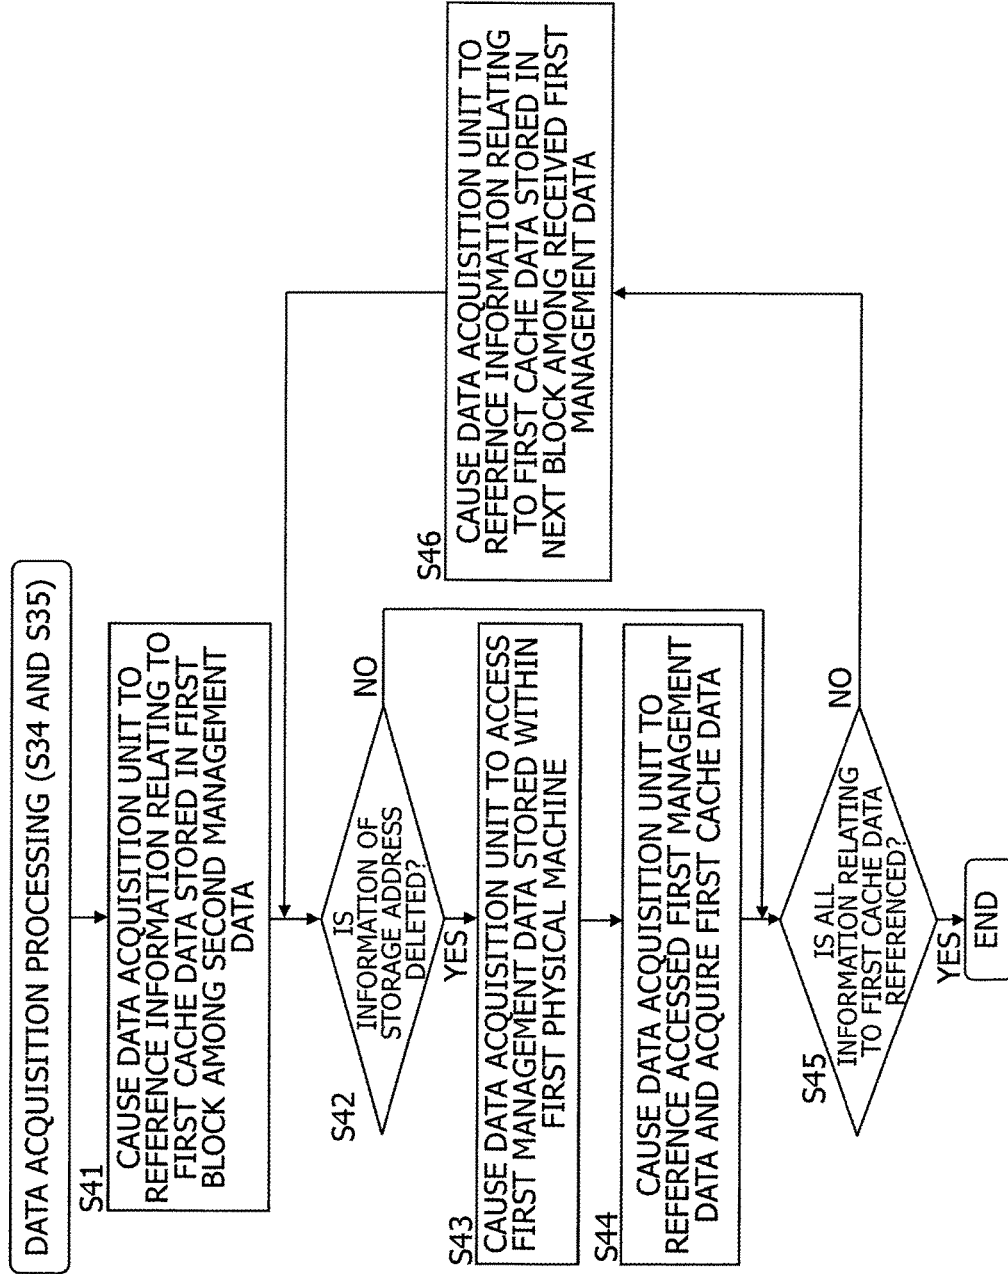 DATA ACQUISITION PROCESSING (S34 AND S35)
S41
CAUSE DATA ACQUISITION UNIT TO
REFERENCE INFORMATION RELATING TO
FIRST CACHE DATA STORED IN FIRST
BLOCK AMONG SECOND MANAGEMENT
DATA
S42
IS
INFORMATION OF
STORAGE ADDRESS
DELETED?
NO
YES
S43
CAUSE DATA ACQUISITION UNIT TO ACCESS
FIRST MANAGEMENT DATA STORED WITHIN
FIRST PHYSICAL MACHINE
S44
CAUSE DATA ACQUISITION UNIT TO
REFERENCE ACCESSED FIRST MANAGEMENT
DATA AND ACQUIRE FIRST CACHE DATA
S45
IS ALL
INFORMATION RELATING
TO FIRST CACHE DATA
REFERENCED?
NO
YES
END
S46
CAUSE DATA ACQUISITION UNIT TO
REFERENCE INFORMATION RELATING
TO FIRST CACHE DATA STORED IN
NEXT BLOCK AMONG RECEIVED FIRST
MANAGEMENT DATA